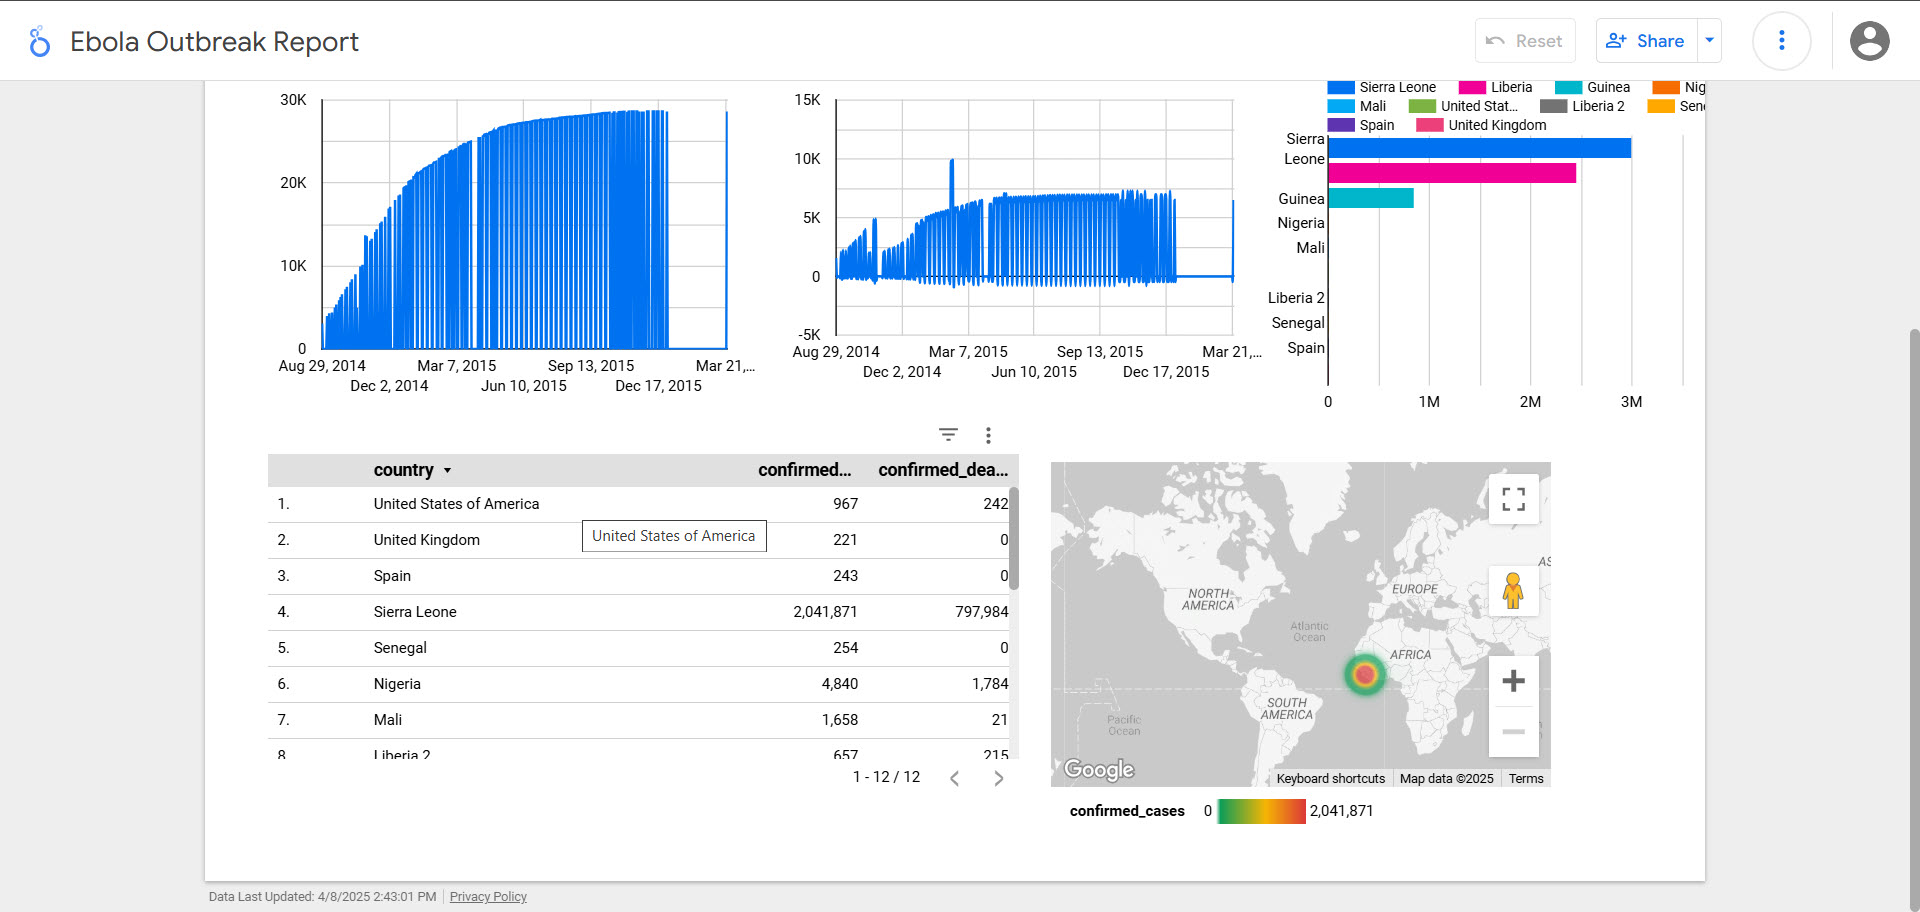 Ebola Outbreak Report
Reset
Share
30K
20K
10K
0
Aug 29, 2014
Mar 7, 2015
Sep 13, 2015
Mar 21,...
Dec 2, 2014
Jun 10, 2015
Dec 17, 2015
15K
10K
5K
0
-5K
Aug 29, 2014
Mar 7, 2015
Sep 13, 2015
Mar 21,...
Dec 2, 2014
Jun 10, 2015
Dec 17, 2015
Sierra Leone Liberia Guinea Nig
Mali United Stat... Liberia 2 Sen
Spain United Kingdom
Sierra
Leone
Guinea
Nigeria
Mali
Liberia 2
Senegal
Spain
0 1M 2M 3M
country confirmed... confirmed_dea...
1. United States of America 967 242
United States of America
2. United Kingdom 221 0
3. Spain 243 0
4. Sierra Leone 2,041,871 797,984
5. Senegal 254 0
6. Nigeria 4,840 1,784
7. Mali 1,658 21
8. Liberia 2 657 215
1 - 12 / 12
NORTH
AMERICA
EUROPE
AS
Atlantic
Ocean
AFRICA
SOUTH
AMERICA
Pacific
Ocean
Google
Keyboard shortcuts
Map data ©2025
Terms
confirmed_cases 0 2,041,871
Data Last Updated: 4/8/2025 2:43:01 PM
Privacy Policy